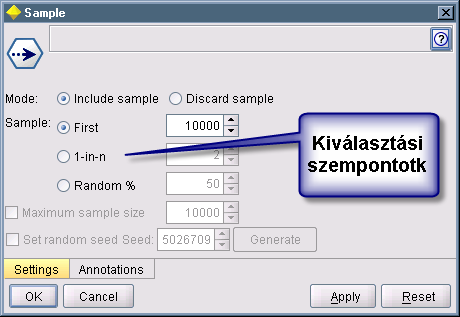 Sample
Mode: Include sample Discard sample
Sample: First 10000
1-in-n 2
Random % 50
Maximum sample size 10000
Set random seed Seed: 5026709 Generate
Kiválasztási
szempontotk
Settings Annotations
OK Cancel Apply Reset